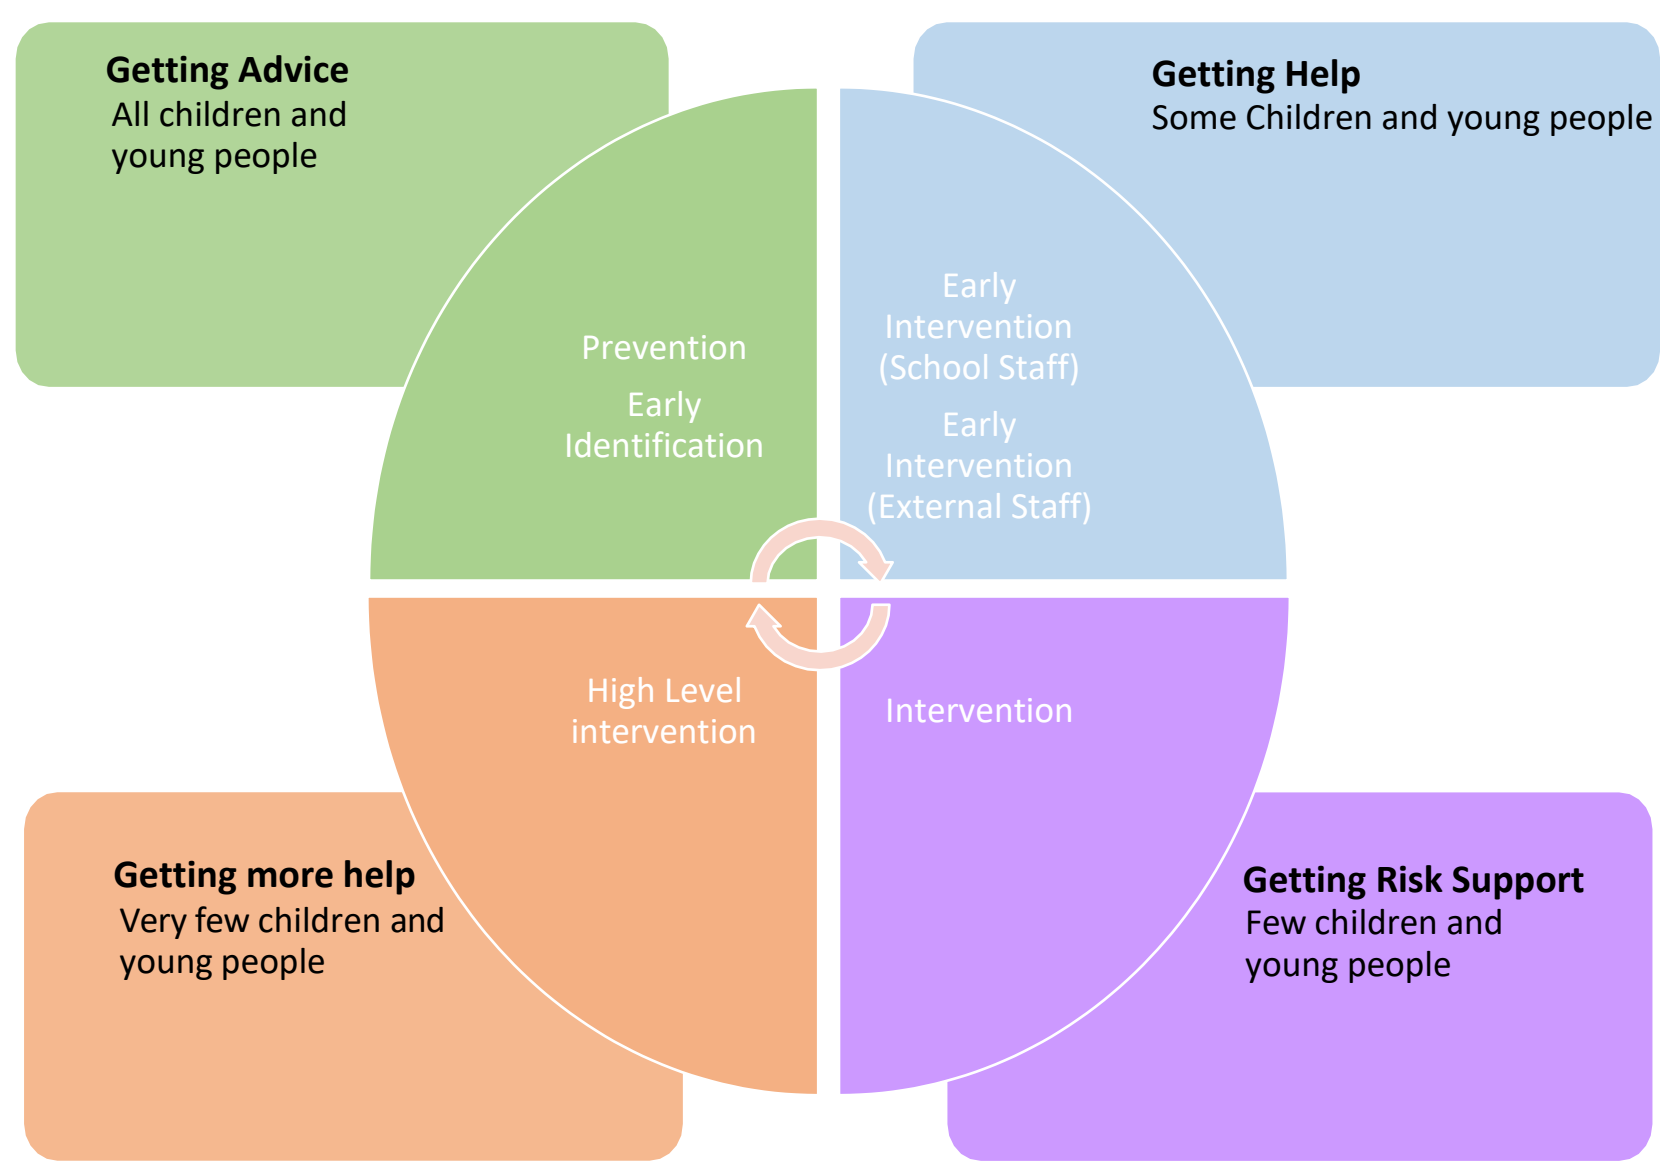 Getting Advice
All children and
young people
Getting Help
Some Children and young people
Prevention
Early
Identification
Early
Intervention
(School Staff)
Early
Intervention
(External Staff)
High Level
intervention
Intervention
Getting more help
Very few children and
young people
Getting Risk Support
Few children and
young people